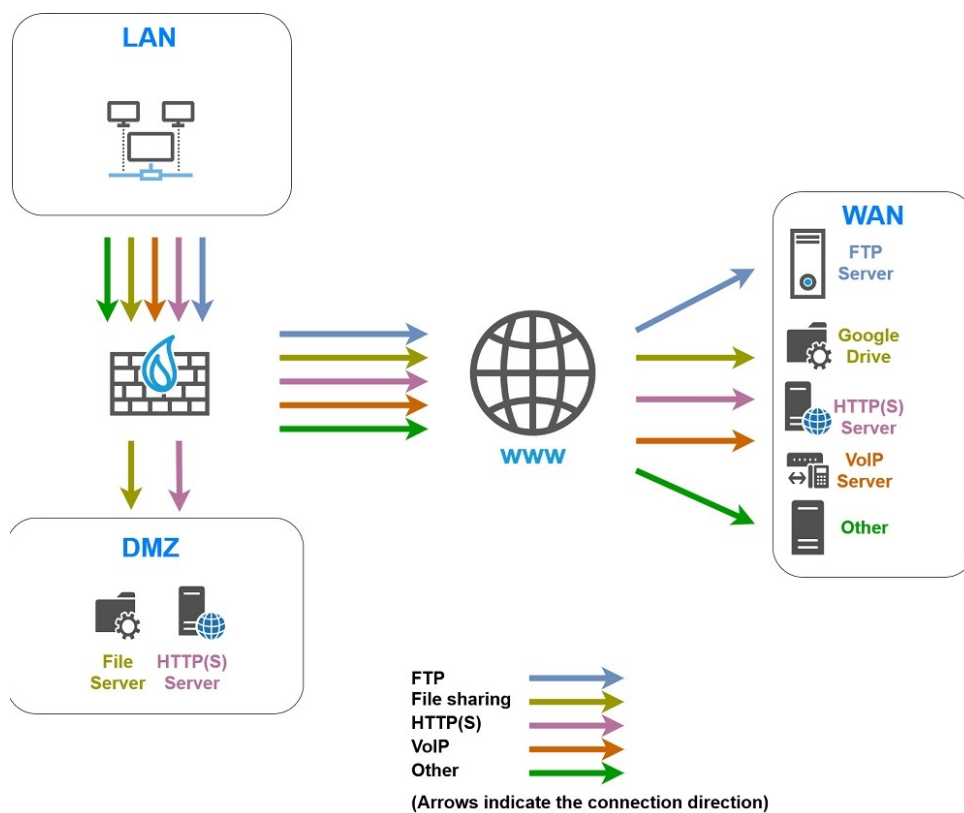 LAN
WAN
FTP
Server
Google
Drive
HTTP(S)
Server
VoIP
Server
Other
www
DMZ
File
Server
HTTP(S)
Server
FTP
File sharing
HTTP(S)
VoIP
Other
(Arrows indicate the connection direction)